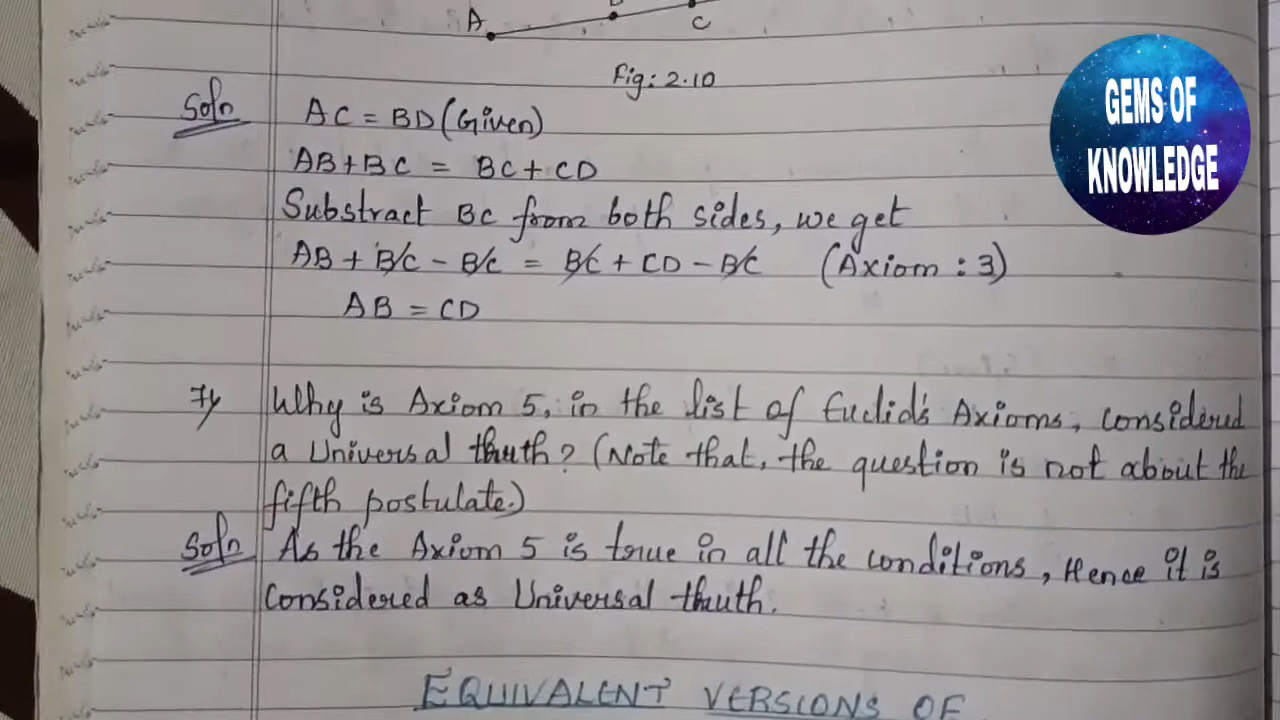 A
C
Fig: 2.10
Soln AC = BD (Given)
AB + BC = BC + CD
Substract BC from both sides, we get
AB + BC - BC = BC + CD - BC (Axiom : 3)
AB = CD
7) Why is Axiom 5, in the list of Euclid's Axioms, considered
a Universal thuth? (Note that, the question is not about the
fifth postulate.)
Soln As the Axiom 5 is true in all the conditions, Hence it is
Considered as Universal thuth.
EQUIVALENT VERSIONS OF
GEMS OF
KNOWLEDGE